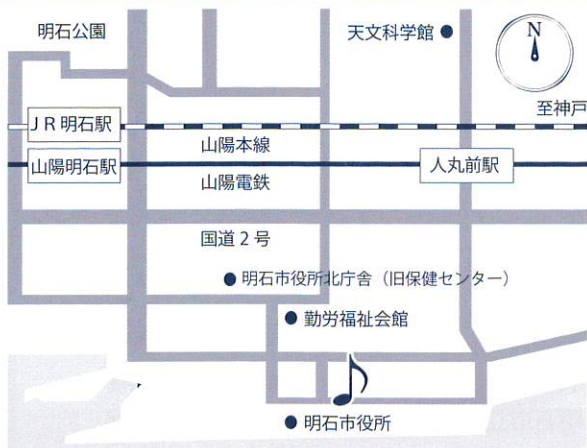 明石公園
天文科学館
N
至神戸
JR明石駅
山陽本線
山陽明石駅
人丸前駅
山陽電鉄
国道2号
明石市役所北庁舎（旧保健センター）
勤労福祉会館
明石市役所